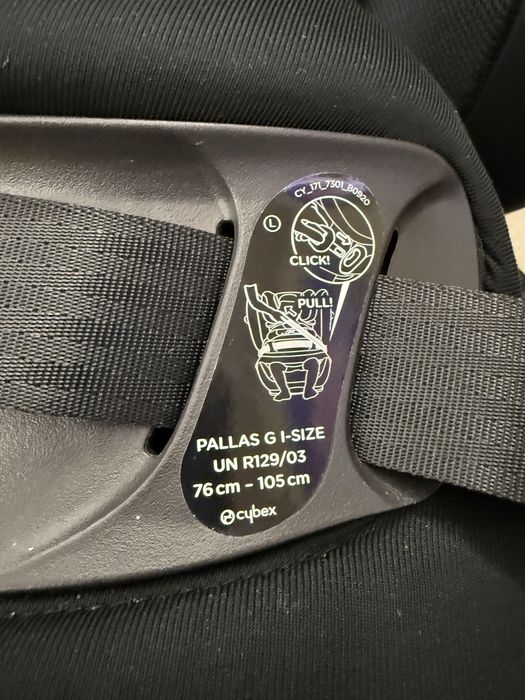 CY_171_7301_B0920
L
CLICK!
PULL!
PALLAS G I-SIZE
UN R129/03
76 cm – 105 cm
cybex